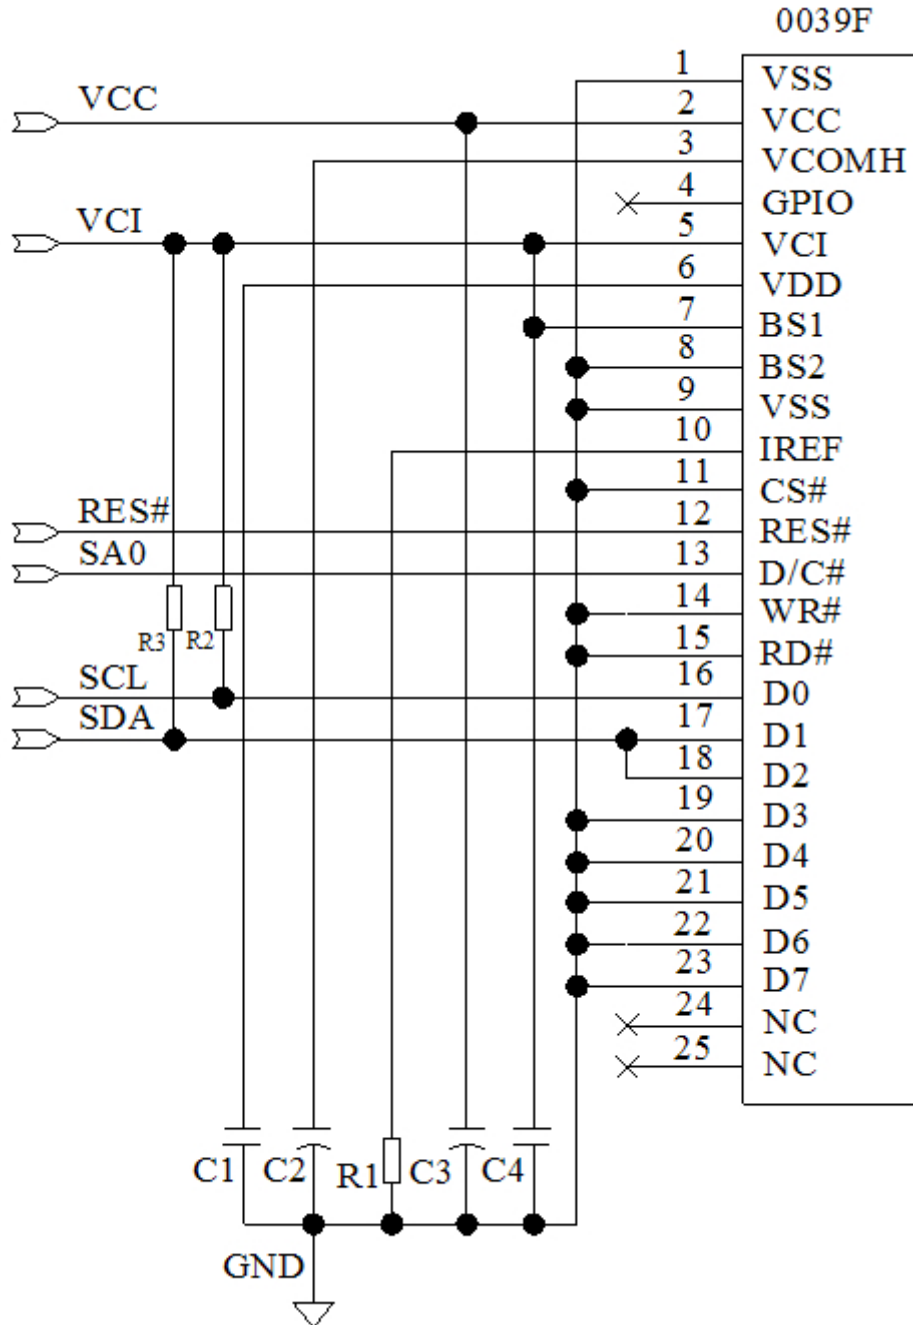 0039F
1 VSS
VCC 2 VCC
3 VCOMH
4 GPIO
VCI 5 VCI
6 VDD
7 BS1
8 BS2
9 VSS
10 IREF
11 CS#
RES# 12 RES#
SA0 13 D/C#
14 WR#
R3 R2 15 RD#
SCL 16 D0
SDA 17 D1
18 D2
19 D3
20 D4
21 D5
22 D6
23 D7
24 NC
25 NC
C1 C2 R1 C3 C4
GND